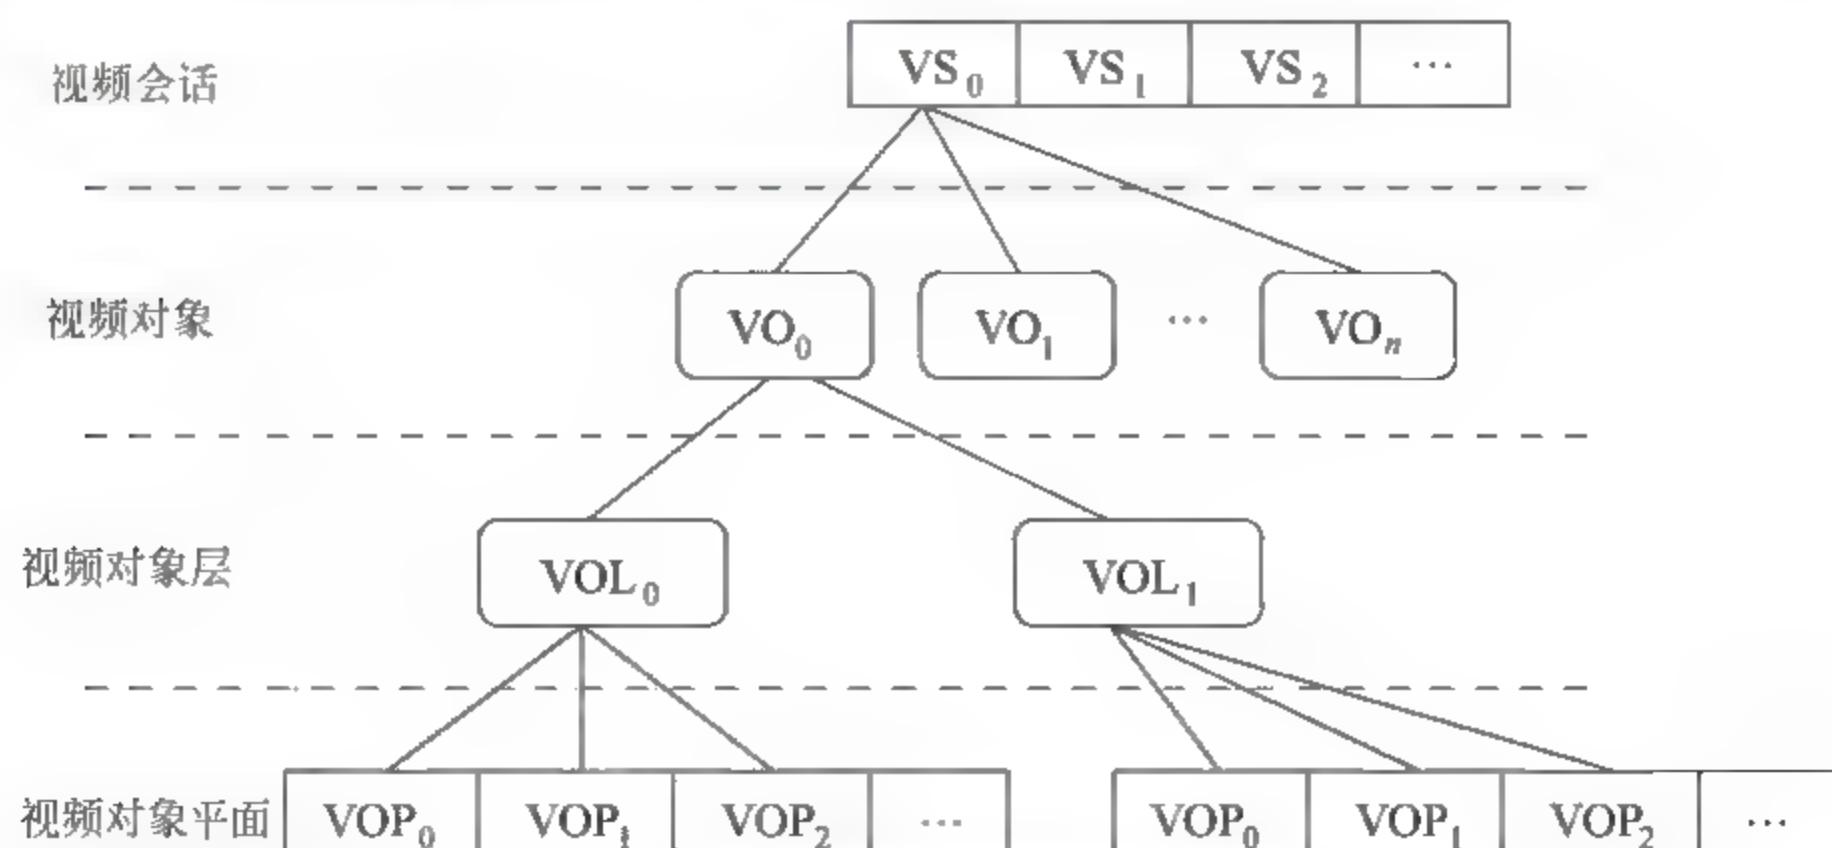 视频会话 VS0 VS1 VS2 ···
视频对象 VO0 VO1 ··· VOn
视频对象层 VOL0 VOL1
视频对象平面 VOP0 VOP1 VOP2 ··· VOP0 VOP1 VOP2 ···